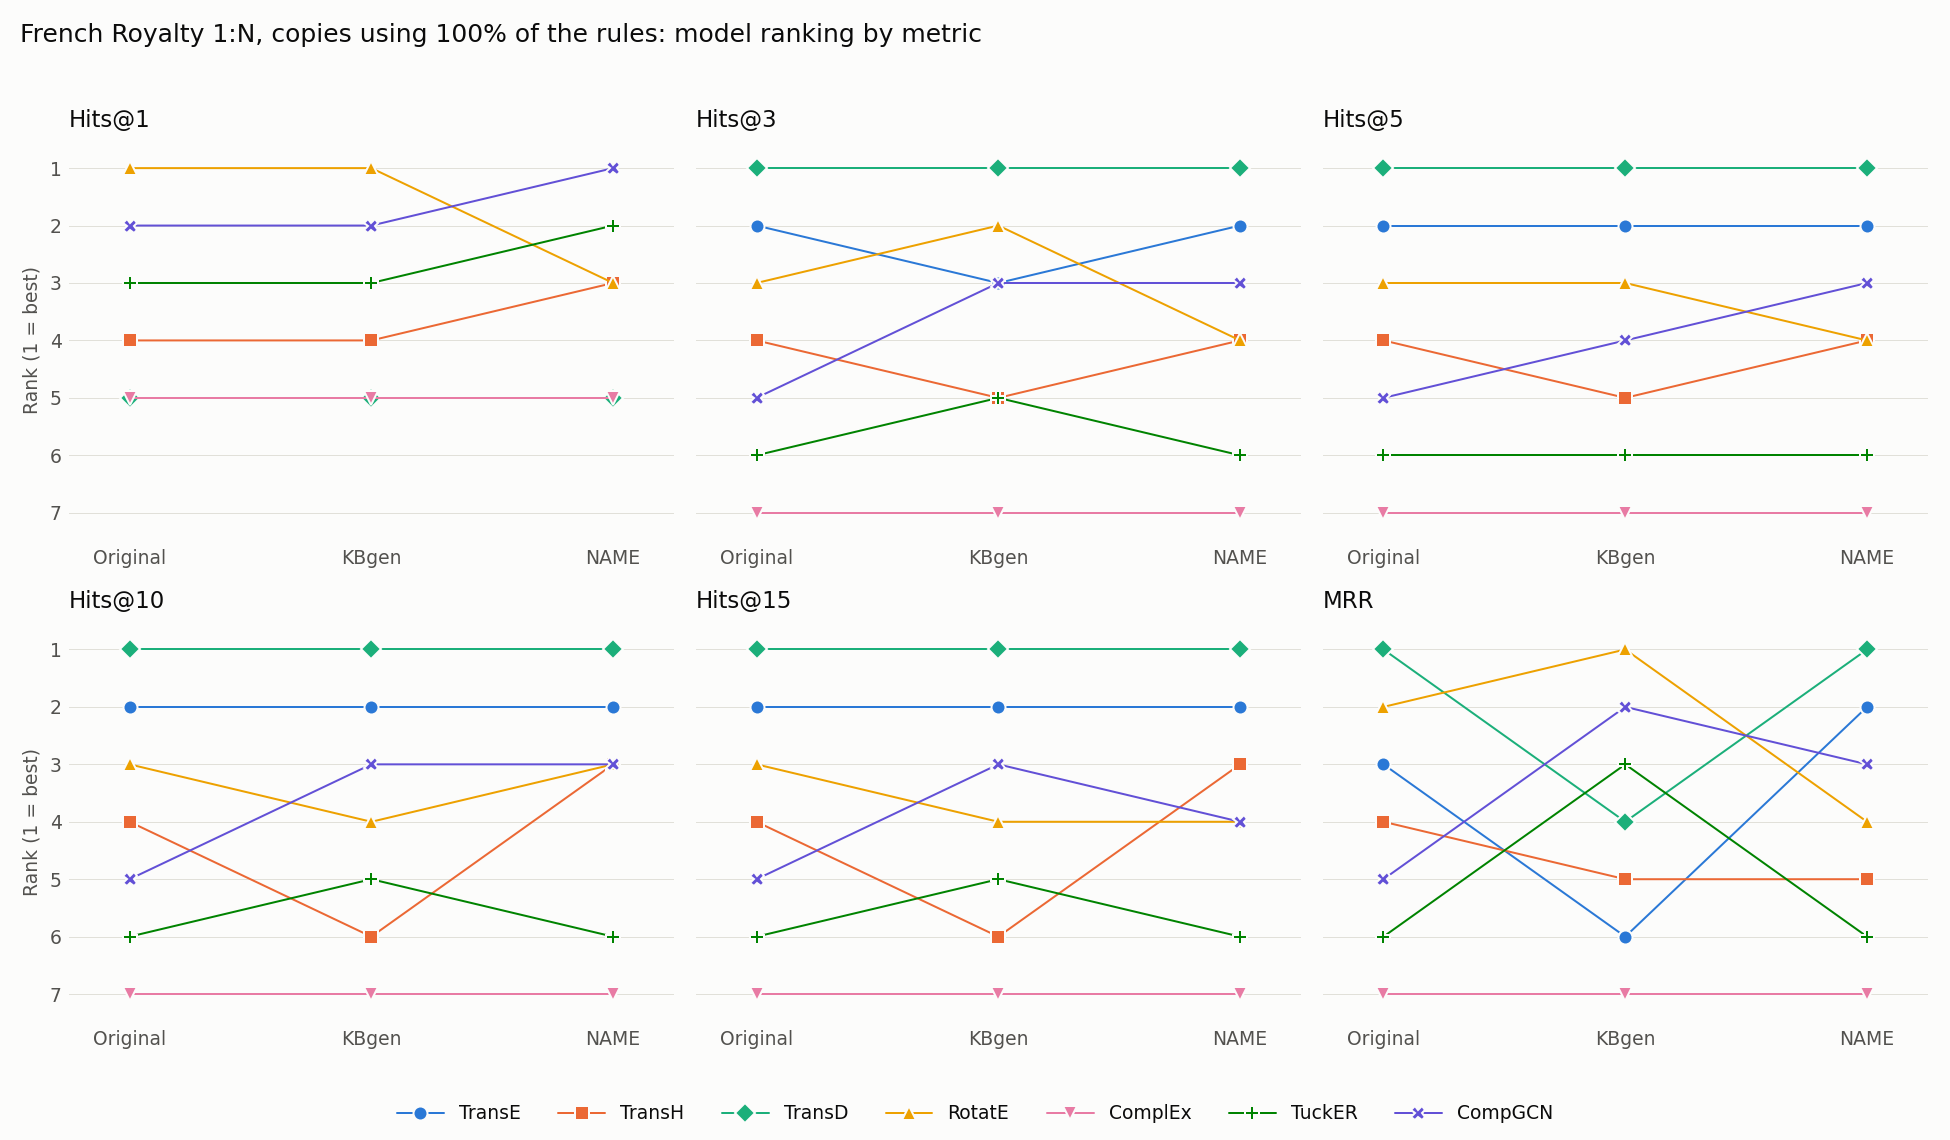 French Royalty 1:N, copies using 100% of the rules: model ranking by metric
Hits@1
Hits@3
Hits@5
Rank (1 = best)
1
2
3
4
5
6
7
Original
KBgen
NAME
Original
KBgen
NAME
Original
KBgen
NAME
Hits@10
Hits@15
MRR
Rank (1 = best)
1
2
3
4
5
6
7
Original
KBgen
NAME
Original
KBgen
NAME
Original
KBgen
NAME
TransE
TransH
TransD
RotatE
ComplEx
TuckER
CompGCN